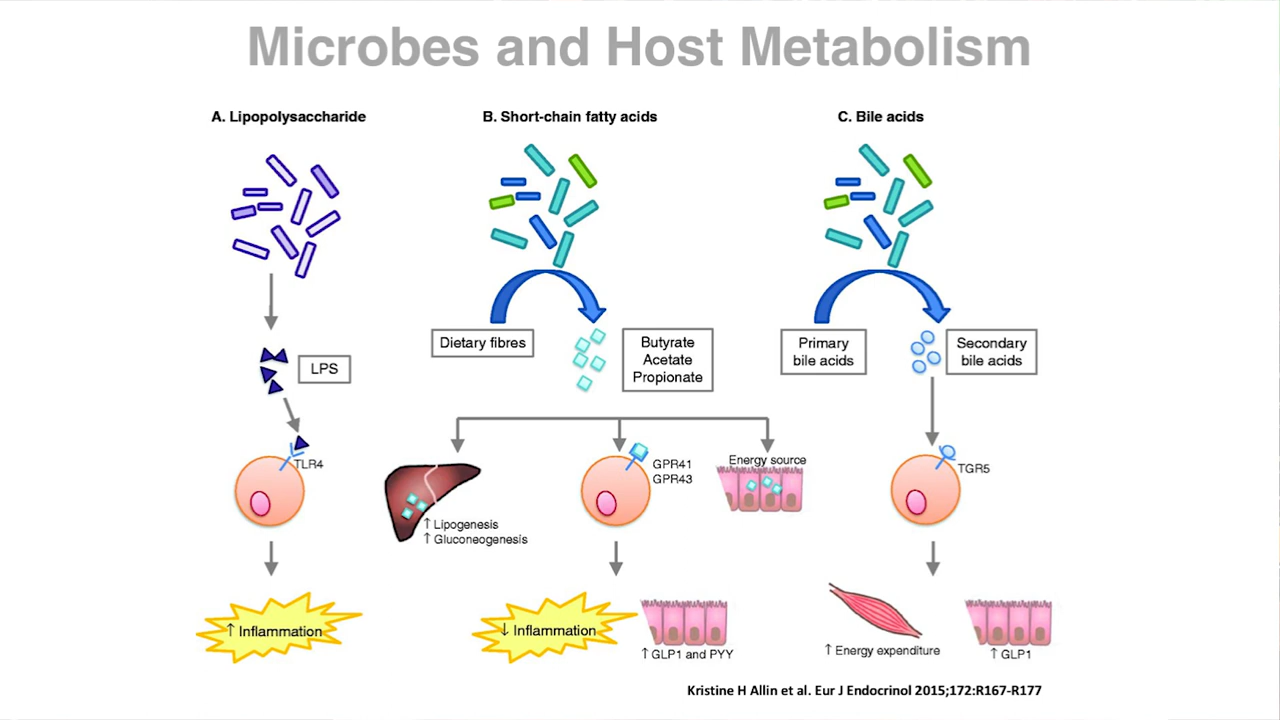 Microbes and Host Metabolism
A. Lipopolysaccharide
LPS
TLR4
↑ Inflammation
B. Short-chain fatty acids
Dietary fibres
Butyrate
Acetate
Propionate
↑ Lipogenesis
↑ Gluconeogenesis
GPR41
GPR43
Energy source
↓ Inflammation
↑ GLP1 and PYY
C. Bile acids
Primary
bile acids
Secondary
bile acids
TGR5
↑ Energy expenditure
↑ GLP1
Kristine H Allin et al. Eur J Endocrinol 2015;172:R167-R177